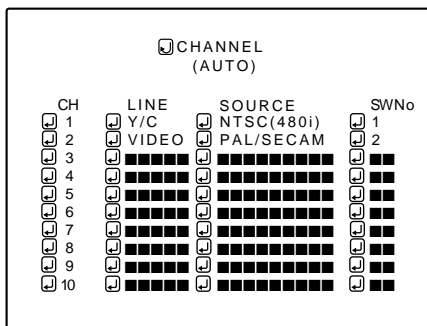 CHANNEL
(AUTO)
CH LINE SOURCE SWNo
1 Y/C NTSC(480i) 1
2 VIDEO PAL/SECAM 2
3
4
5
6
7
8
9
10